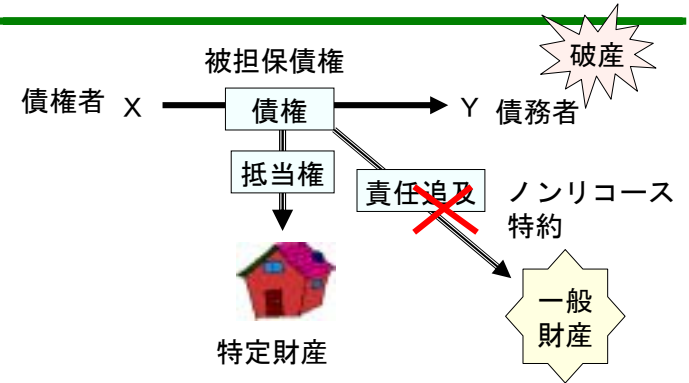 破産
被担保債権
債権者 X
債権
Y 債務者
抵当権
責任追及
ノンリコース
特約
一般
財産
特定財産